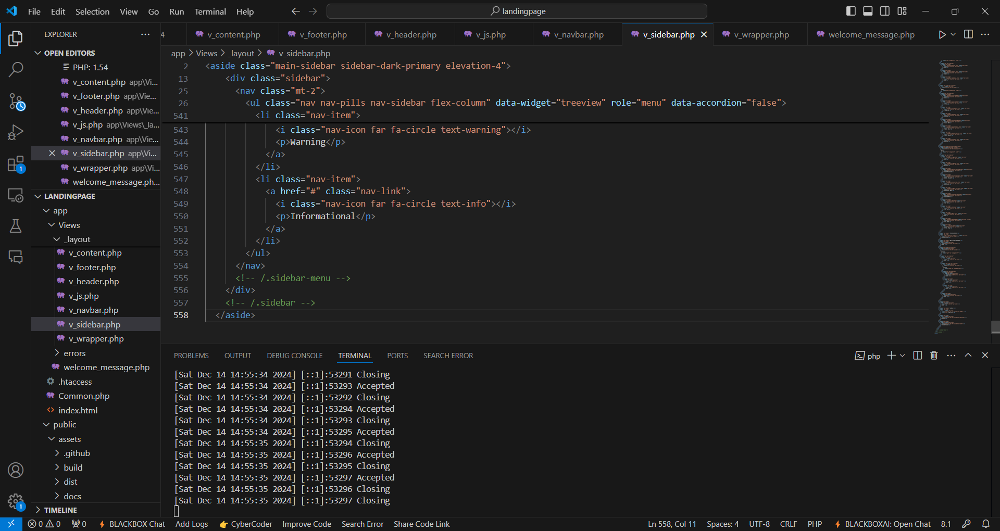 File Edit Selection View Go Run Terminal Help
landingpage
EXPLORER
4
v_content.php
v_footer.php
v_header.php
v_js.php
v_navbar.php
v_sidebar.php
v_wrapper.php
welcome_message.php
OPEN EDITORS
PHP: 1.54
v_content.php app\Vi...
v_footer.php app\Vie...
v_header.php app\Vie...
v_js.php app\Views\_la...
v_navbar.php app\Vie...
v_sidebar.php app\Vi...
v_wrapper.php app\Vi...
welcome_message.ph...
LANDINGPAGE
app
Views
_layout
v_content.php
v_footer.php
v_header.php
v_js.php
v_navbar.php
v_sidebar.php
v_wrapper.php
errors
welcome_message.php
.htaccess
Common.php
index.html
public
assets
.github
build
dist
docs
TIMELINE
app > Views > _layout > v_sidebar.php
2 <aside class="main-sidebar sidebar-dark-primary elevation-4">
13 <div class="sidebar">
25 <nav class="mt-2">
26 <ul class="nav nav-pills nav-sidebar flex-column" data-widget="treeview" role="menu" data-accordion="false">
541 <li class="nav-item">
543 <i class="nav-icon far fa-circle text-warning"></i>
544 <p>Warning</p>
545 </a>
546 </li>
547 <li class="nav-item">
548 <a href="#" class="nav-link">
549 <i class="nav-icon far fa-circle text-info"></i>
550 <p>Informational</p>
551 </a>
552 </li>
553 </ul>
554 </nav>
555 <!-- /.sidebar-menu -->
556 </div>
557 <!-- /.sidebar -->
558 </aside>
PROBLEMS OUTPUT DEBUG CONSOLE TERMINAL PORTS SEARCH ERROR
php
[Sat Dec 14 14:55:34 2024] [::1]:53291 Closing
[Sat Dec 14 14:55:34 2024] [::1]:53293 Accepted
[Sat Dec 14 14:55:34 2024] [::1]:53292 Closing
[Sat Dec 14 14:55:34 2024] [::1]:53294 Accepted
[Sat Dec 14 14:55:34 2024] [::1]:53293 Closing
[Sat Dec 14 14:55:34 2024] [::1]:53295 Accepted
[Sat Dec 14 14:55:35 2024] [::1]:53294 Closing
[Sat Dec 14 14:55:35 2024] [::1]:53296 Accepted
[Sat Dec 14 14:55:35 2024] [::1]:53295 Closing
[Sat Dec 14 14:55:35 2024] [::1]:53297 Accepted
[Sat Dec 14 14:55:35 2024] [::1]:53296 Closing
[Sat Dec 14 14:55:35 2024] [::1]:53297 Closing
1
1
0 0 0 BLACKBOX Chat Add Logs CyberCoder Improve Code Search Error Share Code Link Ln 558, Col 11 Spaces: 4 UTF-8 CRLF PHP BLACKBOXAI: Open Chat 8.1